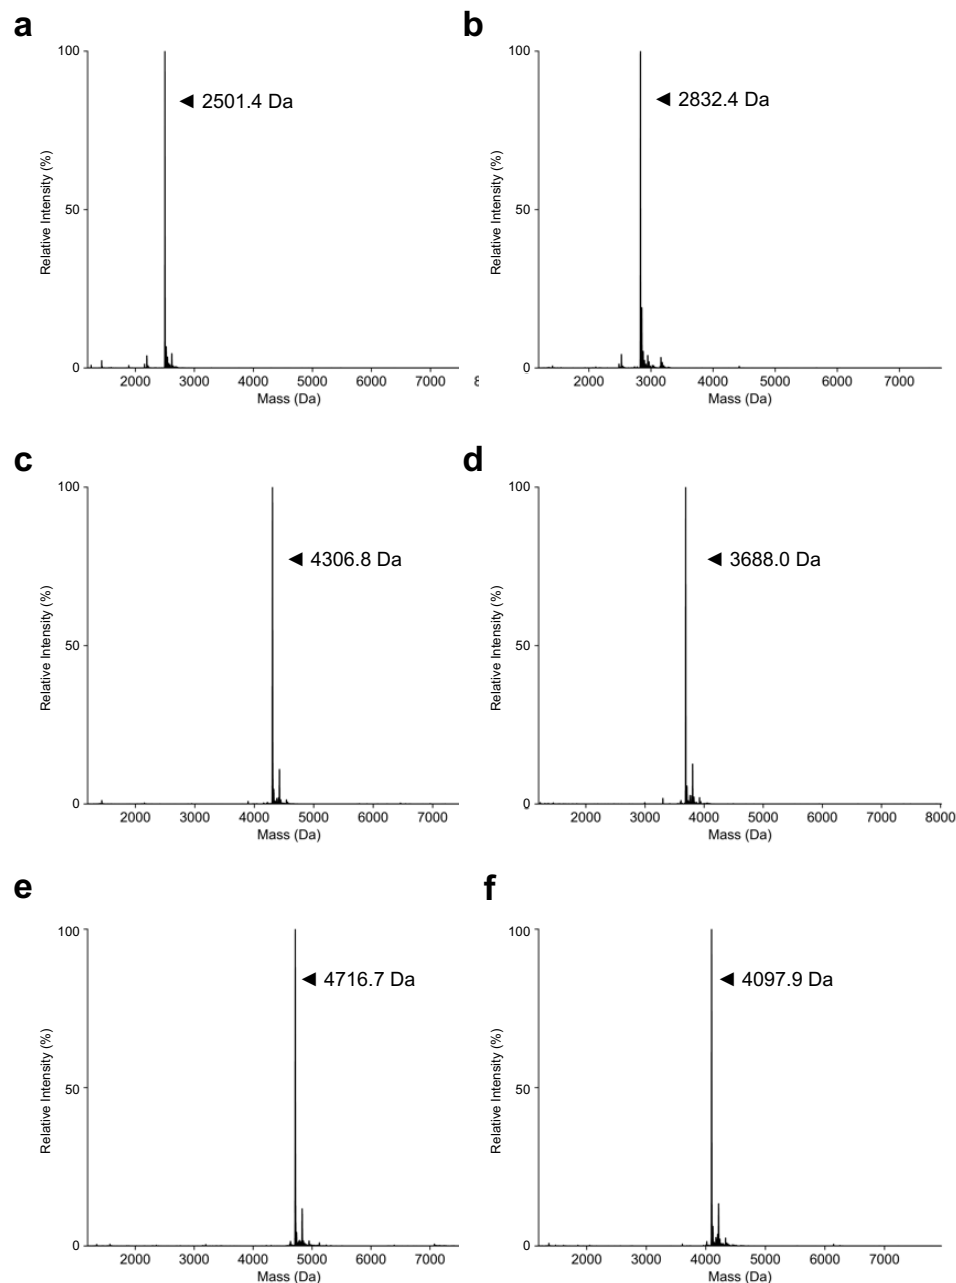 a
100
50
0
Relative Intensity (%)
◄ 2501.4 Da
2000 3000 4000 5000 6000 7000
Mass (Da)
b
100
50
0
Relative Intensity (%)
◄ 2832.4 Da
2000 3000 4000 5000 6000 7000
Mass (Da)
c
100
50
0
Relative Intensity (%)
◄ 4306.8 Da
2000 3000 4000 5000 6000 7000
Mass (Da)
d
100
50
0
Relative Intensity (%)
◄ 3688.0 Da
2000 3000 4000 5000 6000 7000 8000
Mass (Da)
e
100
50
0
Relative Intensity (%)
◄ 4716.7 Da
2000 3000 4000 5000 6000 7000
Mass (Da)
f
100
50
0
Relative Intensity (%)
◄ 4097.9 Da
2000 3000 4000 5000 6000 7000
Mass (Da)